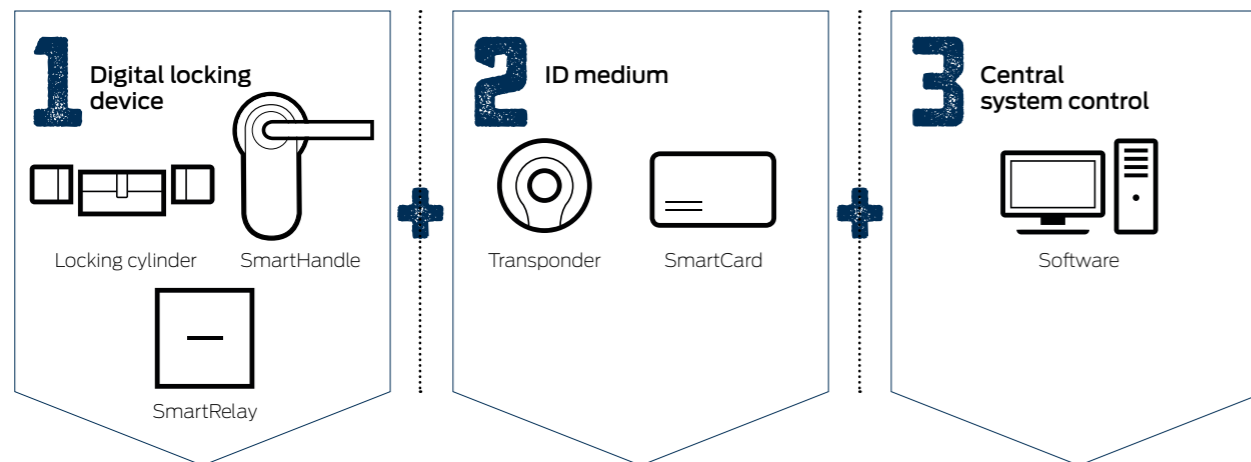 1
Digital locking
device
Locking cylinder
SmartHandle
SmartRelay
2
ID medium
Transponder
SmartCard
3
Central
system control
Software